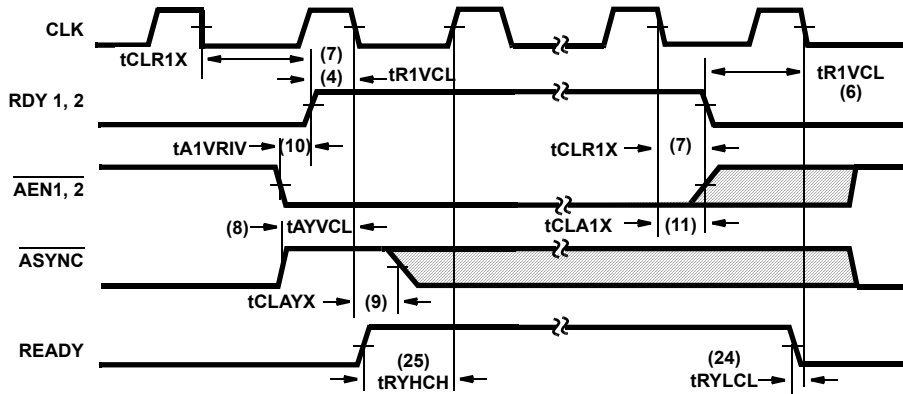 CLK
tCLR1X
(7)
(4)
tR1VCL
tR1VCL
(6)
RDY 1, 2
tA1VRIV
(10)
tCLR1X
(7)
AEN1, 2
(8)
tAYVCL
tCLA1X
(11)
ASYNC
tCLAYX
(9)
READY
(25)
tRYHCH
(24)
tRYLCL